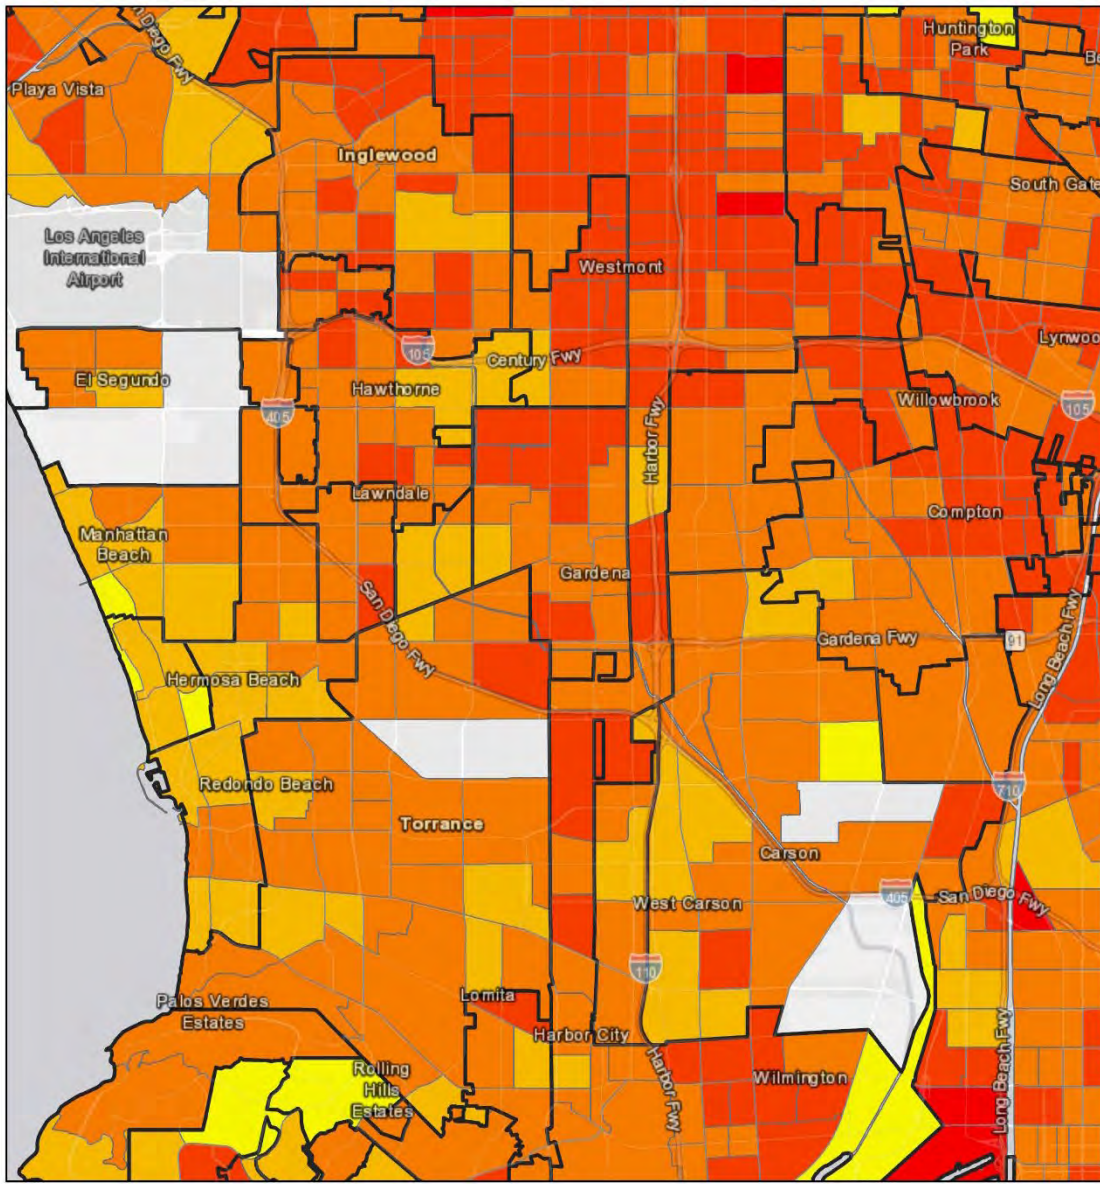 San Diego Fwy
Huntington
Park
Playa Vista
Inglewood
South Gate
Los Angeles
International
Airport
Westmont
105
Century Fwy
El Segundo
Hawthorne
405
Willowbrook
105
Harbor Fwy
Lawndale
Compton
Manhattan
Beach
Gardena
San Diego Fwy
Gardena Fwy
91
Long Beach Fwy
Hermosa Beach
Redondo Beach
710
Torrance
Carson
West Carson
405
San Diego Fwy
110
Palos Verdes
Estates
Lomita
Harbor City
Rolling
Hills
Estates
Harbor Fwy
Wilmington
Long Beach Fwy